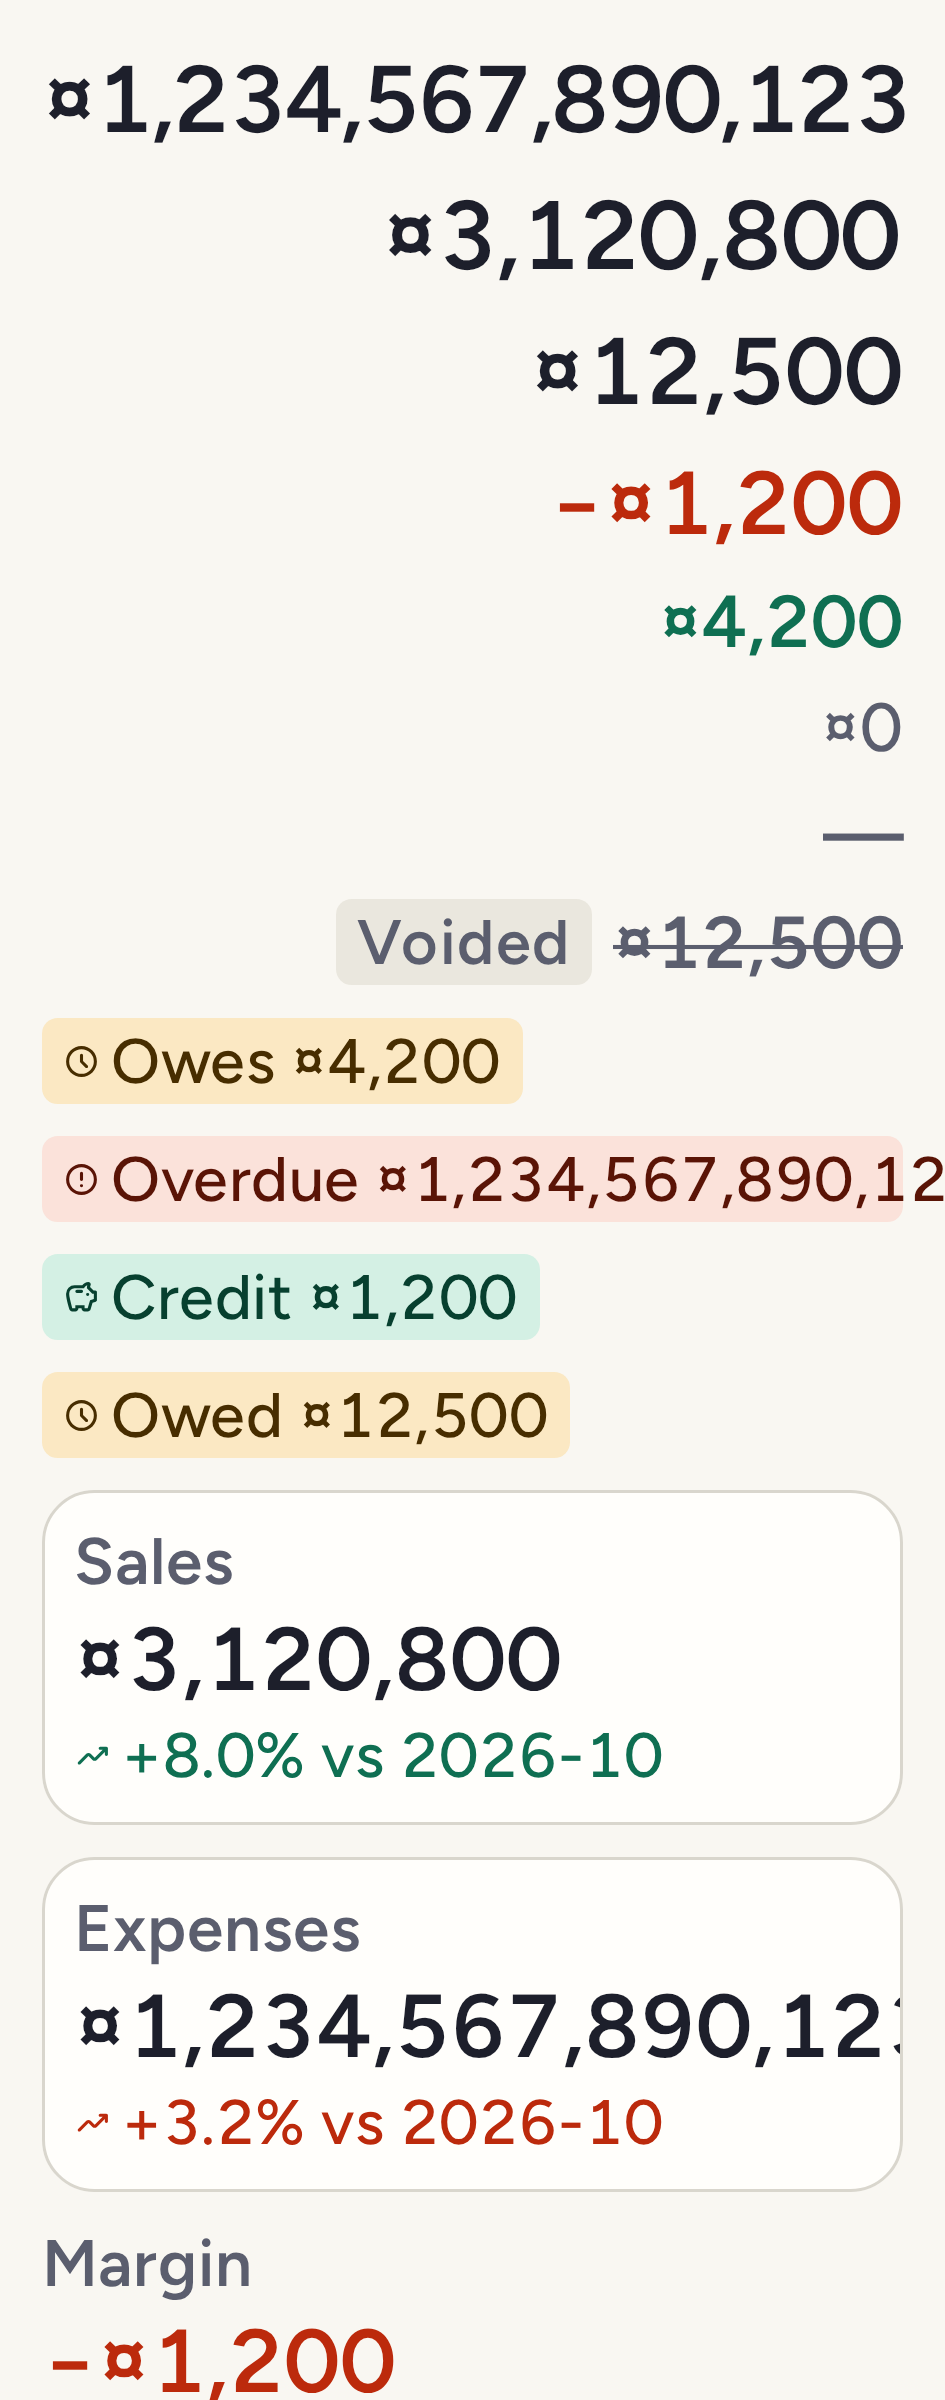 ¤1,234,567,890,123
¤3,120,800
¤12,500
−¤1,200
¤4,200
¤0
—
Voided ¤12,500
Owes ¤4,200
Overdue ¤1,234,567,890,12
Credit ¤1,200
Owed ¤12,500
Sales
¤3,120,800
+8.0% vs 2026-10
Expenses
¤1,234,567,890,123
+3.2% vs 2026-10
Margin
−¤1,200